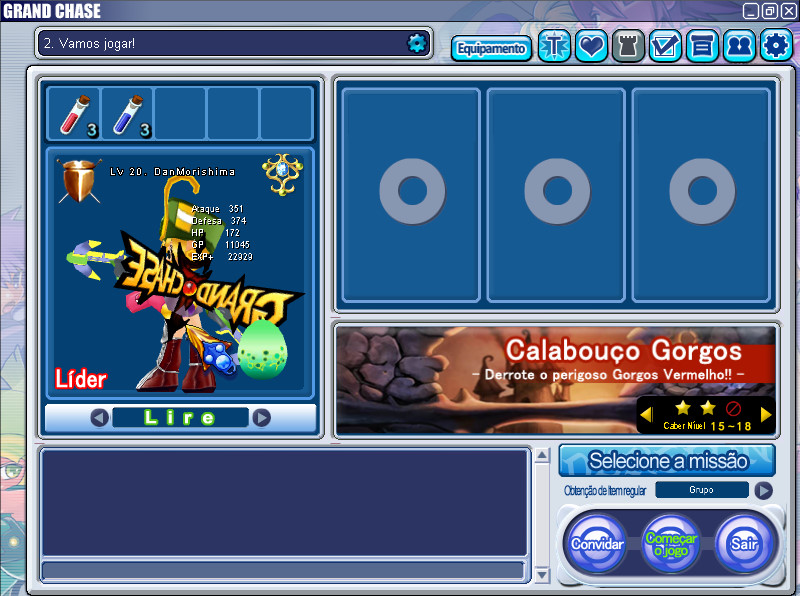 GRAND CHASE
2. Vamos jogar!
Equipamento
3
3
Lv 20. DanMorishima
Ataque 351
Defesa 374
HP 172
GP 11045
EXP+ 22929
GRAND CHASE
Líder
Lire
Calabouço Gorgos
- Derrote o perigoso Gorgos Vermelho!! -
Caber Nível 15~18
Selecione a missão
Obtenção de Item regular
Grupo
Convidar
Começar o jogo
Sair